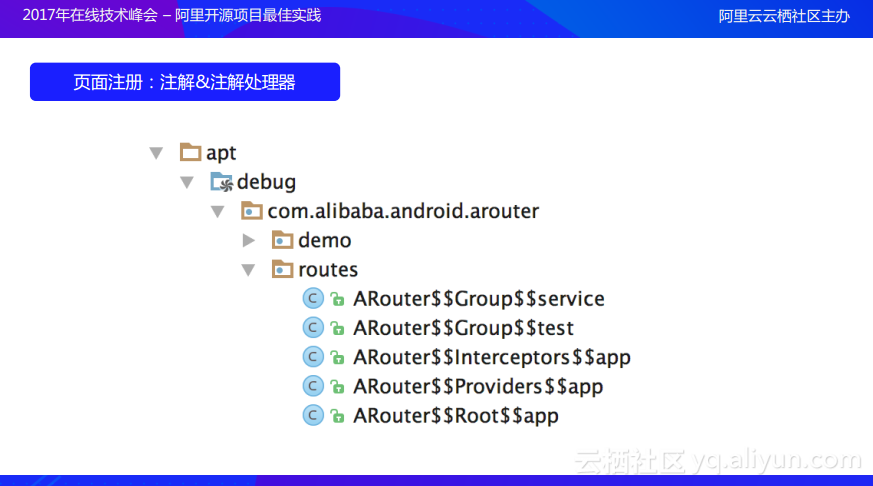 2017年在线技术峰会 – 阿里开源项目最佳实践
阿里云云栖社区主办
页面注册：注解&注解处理器
apt
debug
com.alibaba.android.arouter
demo
routes
C ARouter$$Group$$service
C ARouter$$Group$$test
C ARouter$$Interceptors$$app
C ARouter$$Providers$$app
C ARouter$$Root$$app
云栖社区 yq.aliyun.com